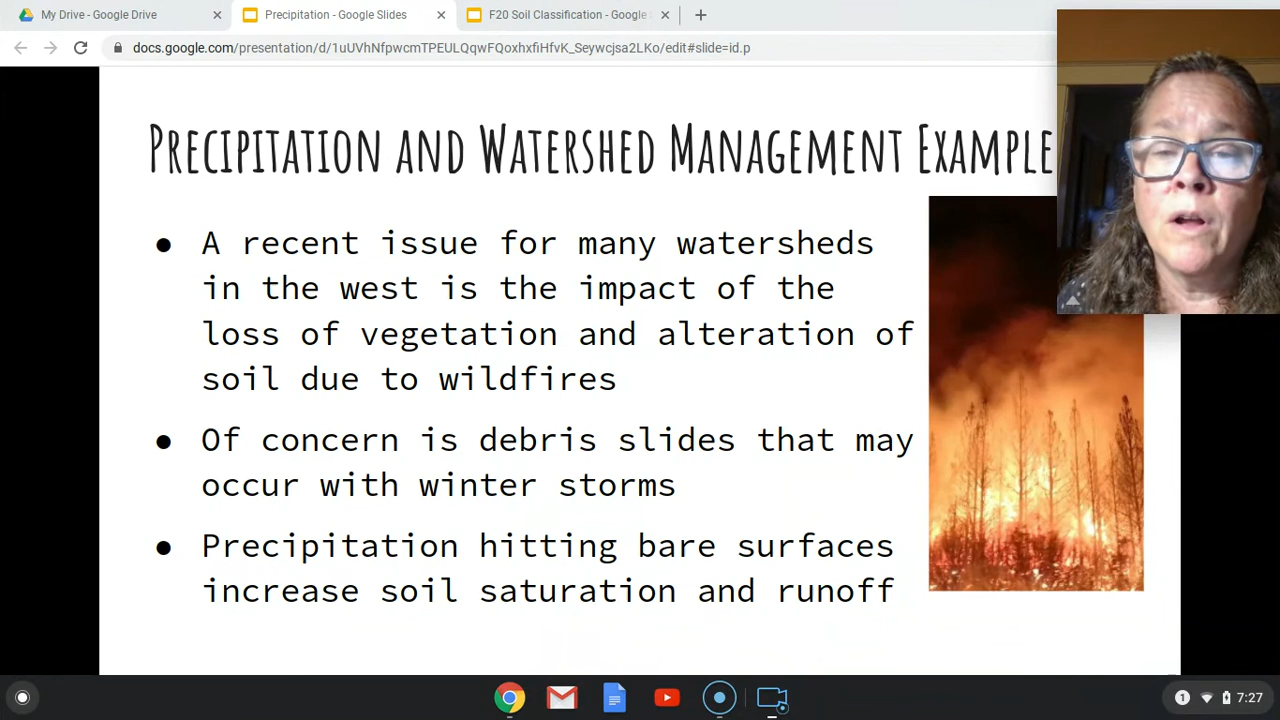 My Drive - Google Drive
Precipitation - Google Slides
F20 Soil Classification - Google
docs.google.com/presentation/d/1uUVhNfpwcmTPEULQqwFQoxhxfiHfvK_Seywcjsa2LKo/edit#slide=id.p
Precipitation and Watershed Management Example
● A recent issue for many watersheds
in the west is the impact of the
loss of vegetation and alteration of
soil due to wildfires
● Of concern is debris slides that may
occur with winter storms
● Precipitation hitting bare surfaces
increase soil saturation and runoff
1
7:27